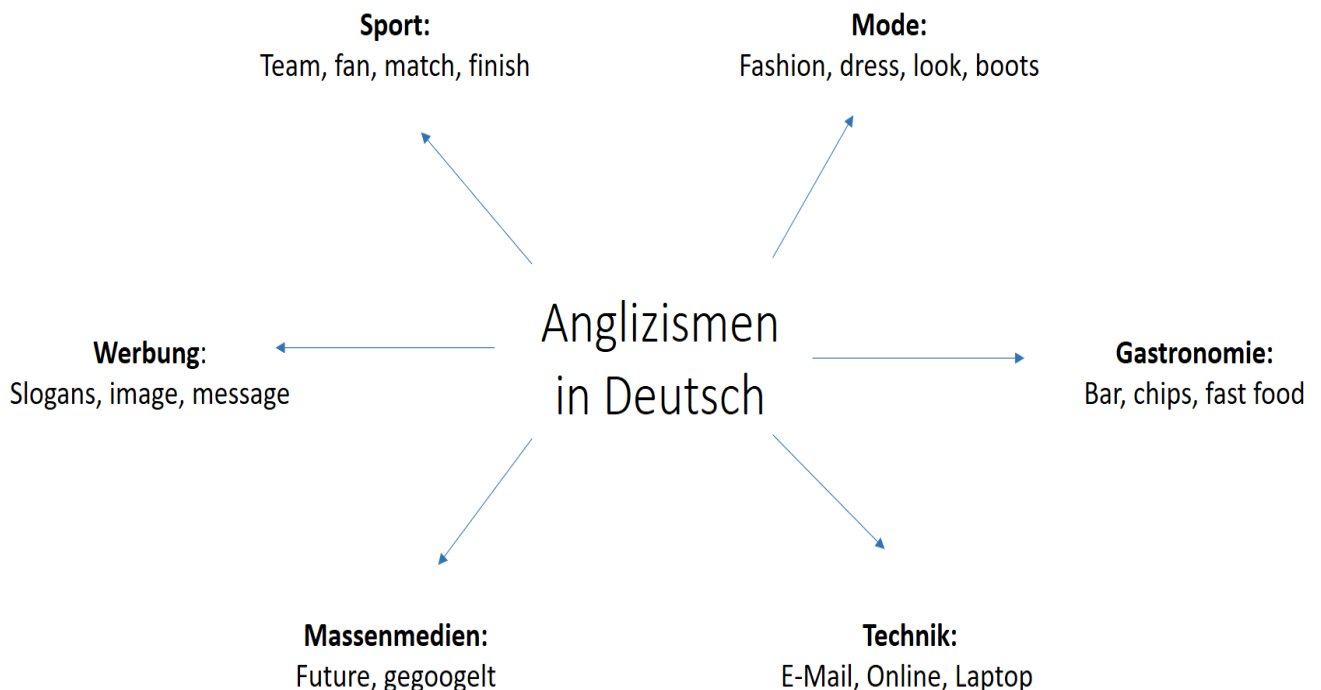 Sport:
Team, fan, match, finish
Mode:
Fashion, dress, look, boots
Anglizismen
in Deutsch
Werbung:
Slogans, image, message
Gastronomie:
Bar, chips, fast food
Massenmedien:
Future, gegoogelt
Technik:
E-Mail, Online, Laptop